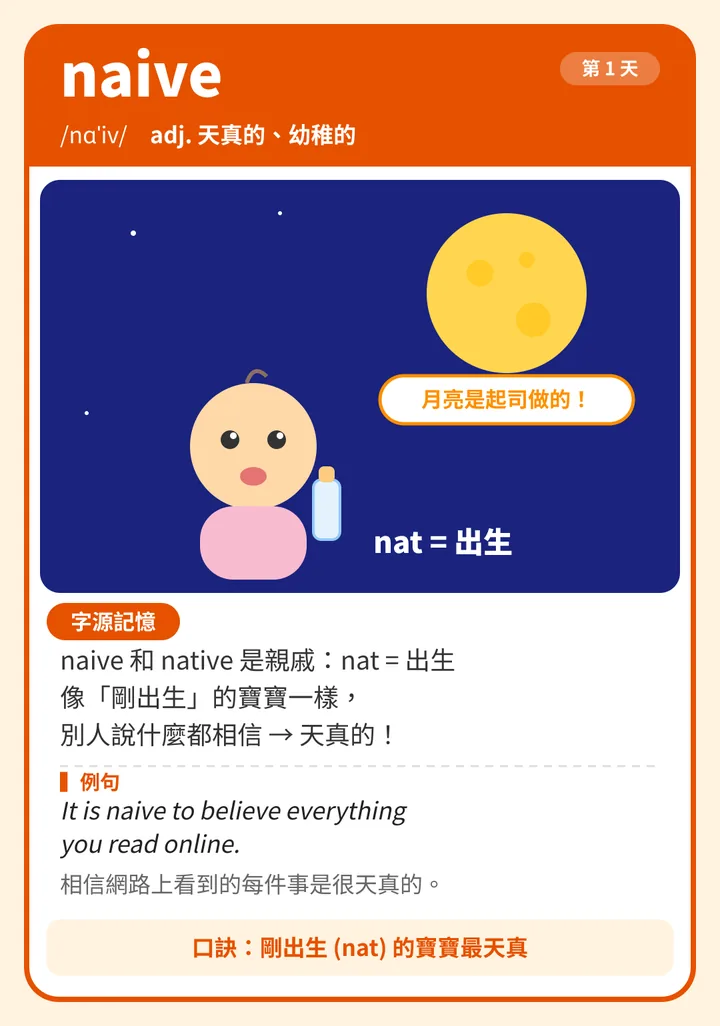 naive
第 1 天
/nɑˈiv/ adj. 天真的、幼稚的
月亮是起司做的！
nat = 出生
字源記憶
naive 和 native 是親戚：nat = 出生
像「剛出生」的寶寶一樣，
別人說什麼都相信 → 天真的！
例句
It is naive to believe everything
you read online.
相信網路上看到的每件事是很天真的。
口訣：剛出生 (nat) 的寶寶最天真